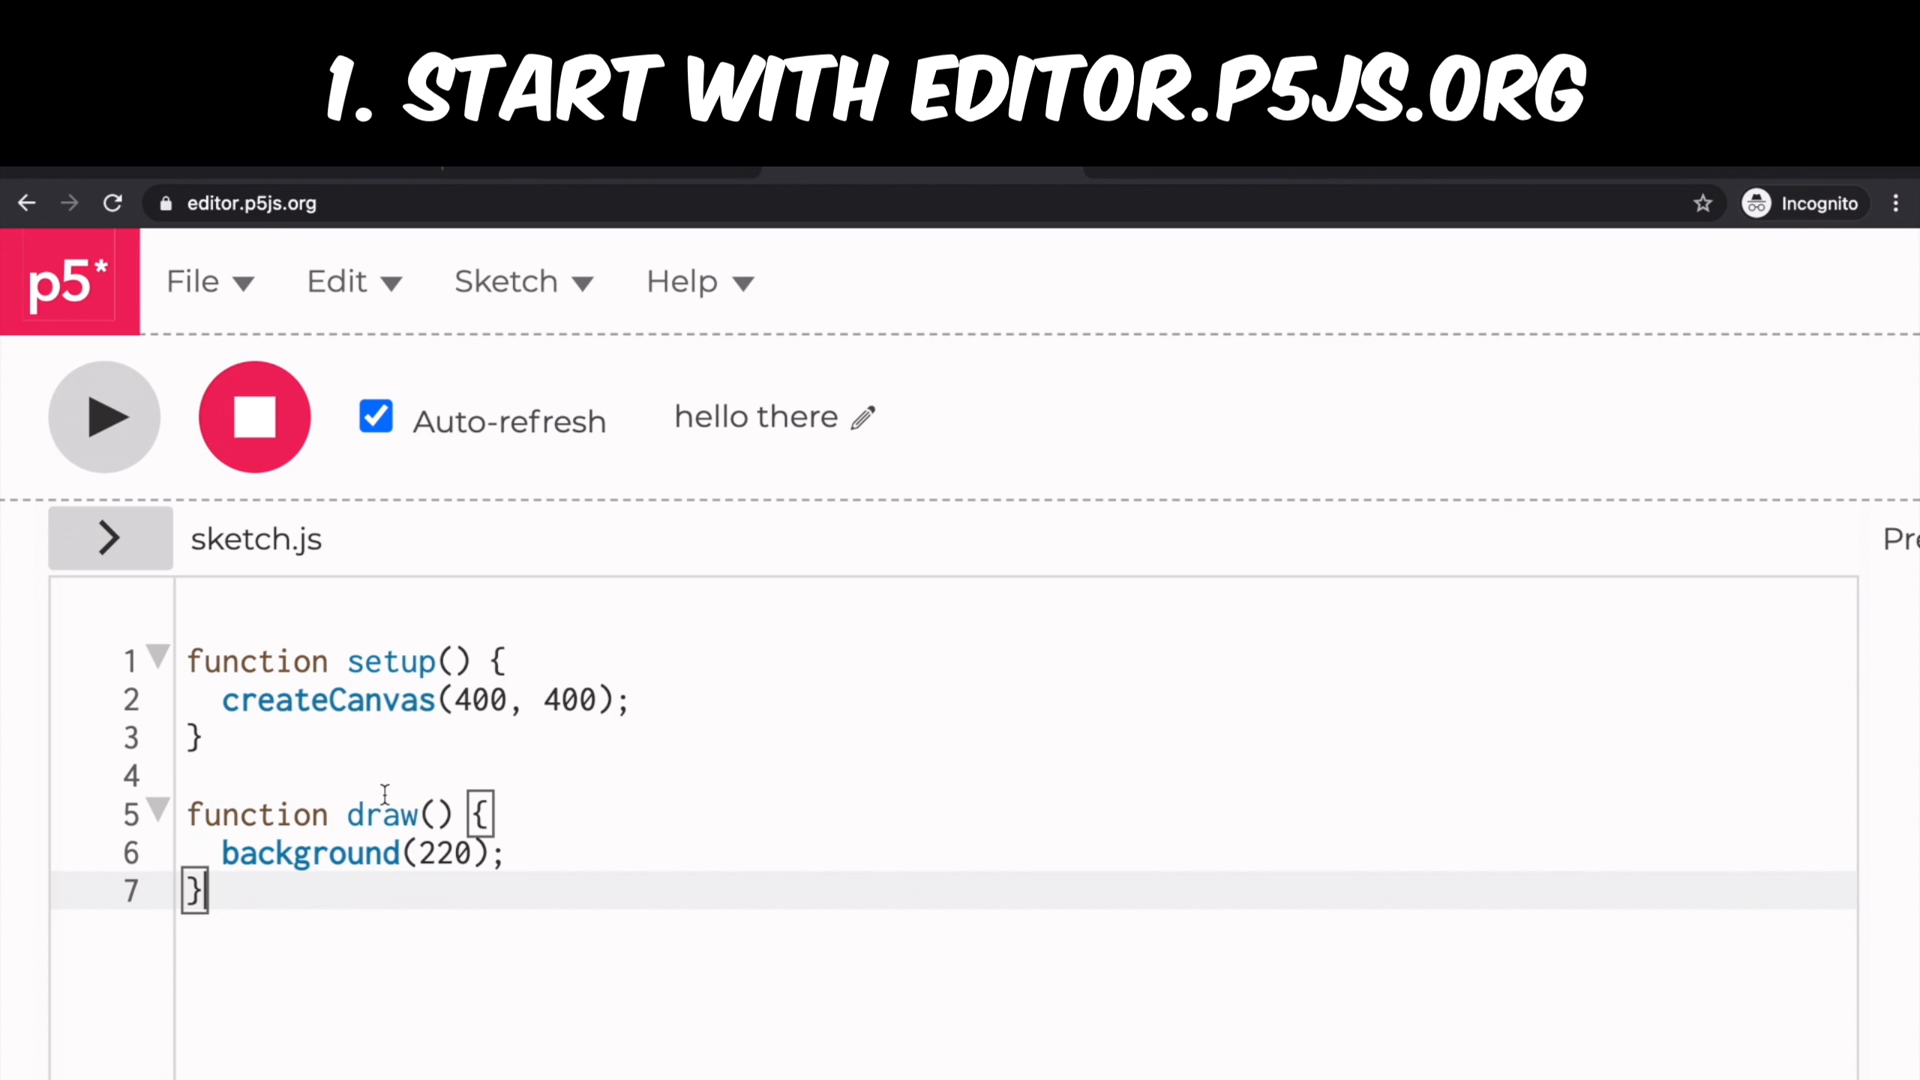 1. START WITH EDITOR.P5JS.ORG
editor.p5js.org Incognito
p5* File Edit Sketch Help
Auto-refresh hello there
sketch.js Pre
1 function setup() {
2 createCanvas(400, 400);
3 }
4
5 function draw() {
6 background(220);
7 }